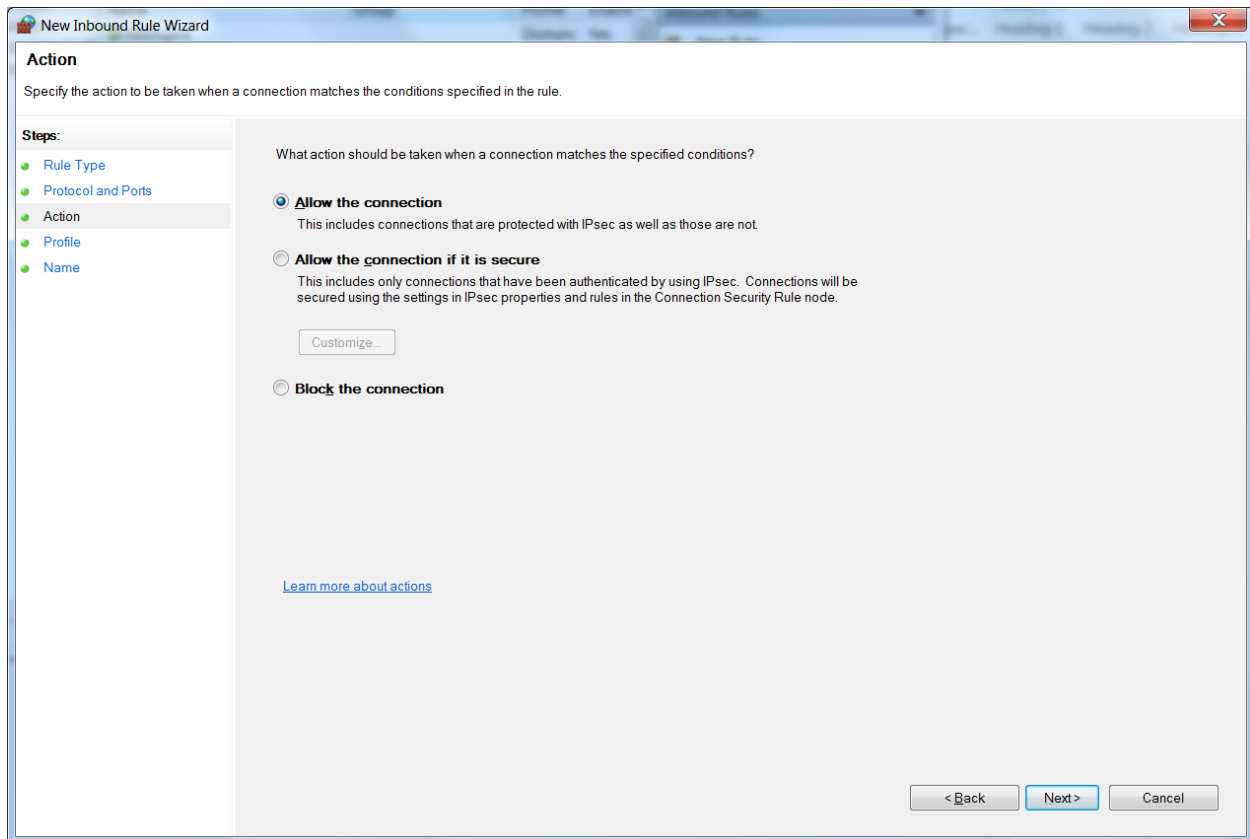 New Inbound Rule Wizard
Action
Specify the action to be taken when a connection matches the conditions specified in the rule.
Steps:
Rule Type
Protocol and Ports
Action
Profile
Name
What action should be taken when a connection matches the specified conditions?
Allow the connection
This includes connections that are protected with IPsec as well as those are not.
Allow the connection if it is secure
This includes only connections that have been authenticated by using IPsec. Connections will be
secured using the settings in IPsec properties and rules in the Connection Security Rule node.
Customize...
Block the connection
Learn more about actions
< Back
Next >
Cancel